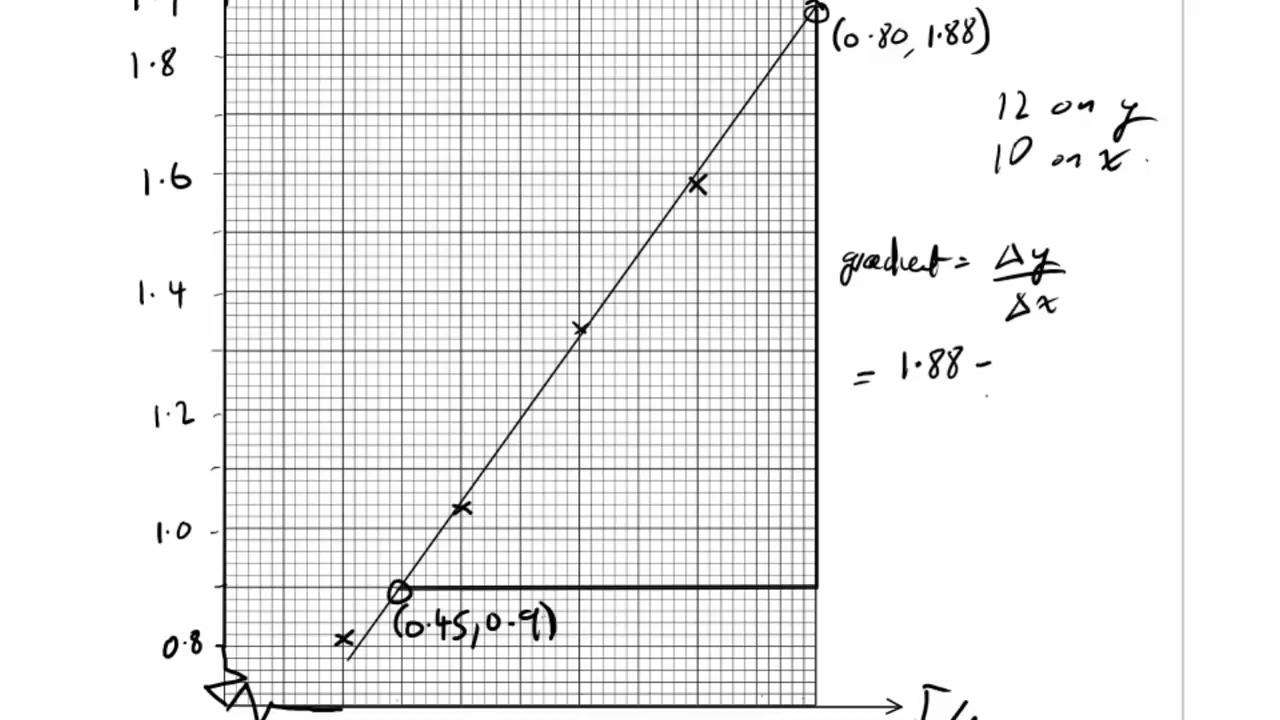 (0.80, 1.88)
1.8
12 on y
10 on x
1.6
gradient = Δy
Δx
1.4
= 1.88 -
1.2
1.0
(0.45, 0.9)
0.8